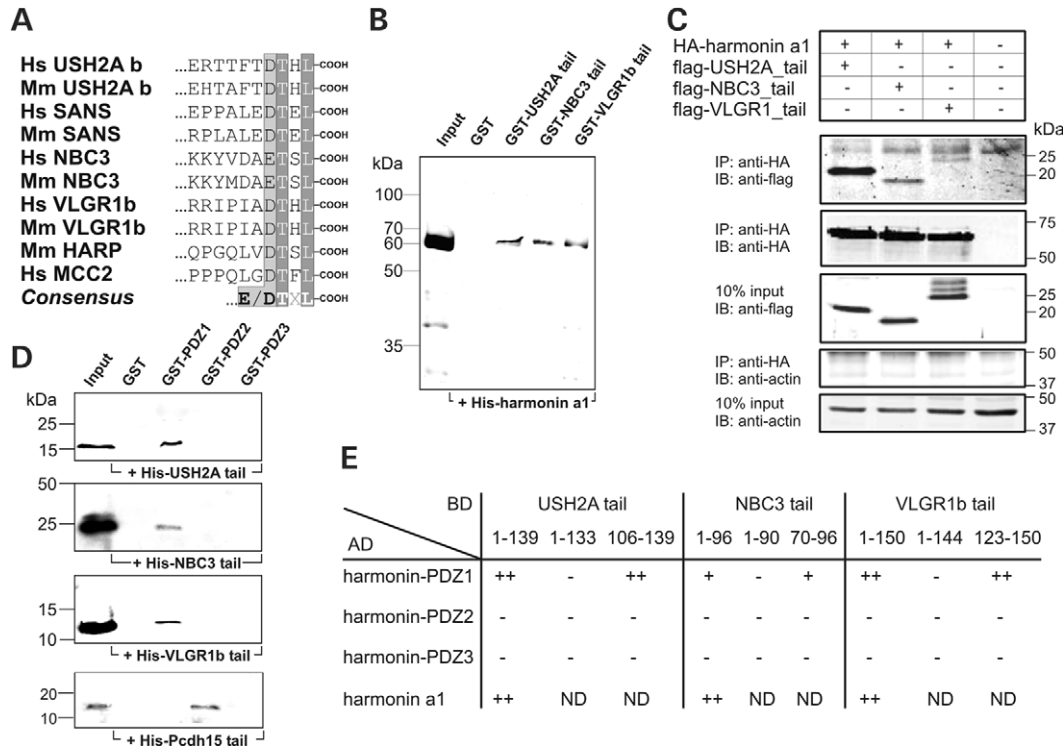 A
Hs USH2A b ...ERTTFTDTHL-COOH
Mm USH2A b ...EHTAFTDTHL-COOH
Hs SANS ...EPPALEDTEL-COOH
Mm SANS ...RPLALEDTEL-COOH
Hs NBC3 ...KKYVDAETSL-COOH
Mm NBC3 ...KKYMDAETSL-COOH
Hs VLGR1b ...RRIPIADTHL-COOH
Mm VLGR1b ...RRIPIADTHL-COOH
Mm HARP ...QPGQLVDTSL-COOH
Hs MCC2 ...PPPQLGDTFL-COOH
Consensus ...E/DTXL-COOH
B
Input GST GST-USH2A tail GST-NBC3 tail GST-VLGR1b tail
kDa
100
70
60
50
35
+ His-harmonin a1
C
HA-harmonin a1 + + + -
flag-USH2A_tail + - - -
flag-NBC3_tail - + - -
flag-VLGR1_tail - - + -
kDa
IP: anti-HA
IB: anti-flag
25
20
IP: anti-HA
IB: anti-HA
75
50
10% input
IB: anti-flag
25
20
IP: anti-HA
IB: anti-actin
50
37
10% input
IB: anti-actin
50
37
D
Input GST GST-PDZ1 GST-PDZ2 GST-PDZ3
kDa
25
15
+ His-USH2A tail
50
25
+ His-NBC3 tail
15
10
+ His-VLGR1b tail
20
10
+ His-Pcdh15 tail
E
BD USH2A tail NBC3 tail VLGR1b tail
AD 1-139 1-133 106-139 1-96 1-90 70-96 1-150 1-144 123-150
harmonin-PDZ1 ++ - ++ + - + ++ - ++
harmonin-PDZ2 - - - - - - - - -
harmonin-PDZ3 - - - - - - - - -
harmonin a1 ++ ND ND ++ ND ND ++ ND ND